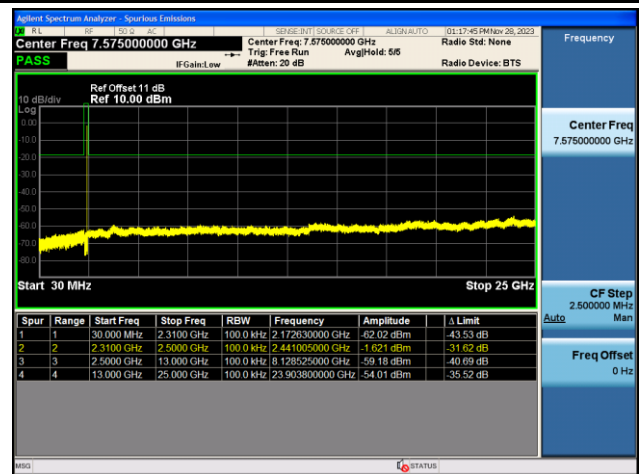 Agilent Spectrum Analyzer - Spurious Emissions
RL RF 50 Ω AC SENSE:INT SOURCE OFF ALIGN AUTO 01:17:45 PM Nov 28, 2023
Center Freq 7.575000000 GHz Center Freq: 7.575000000 GHz Radio Std: None
Trig: Free Run Avg|Hold: 5/5
PASS IFGain:Low #Atten: 20 dB Radio Device: BTS
Ref Offset 11 dB
10 dB/div Ref 10.00 dBm
Log
0.00
-10.0
-20.0
-30.0
-40.0
-50.0
-60.0
-70.0
-80.0
Start 30 MHz Stop 25 GHz
Spur Range Start Freq Stop Freq RBW Frequency Amplitude Δ Limit
1 1 30.000 MHz 2.3100 GHz 100.0 kHz 2.172630000 GHz -62.02 dBm -43.53 dB
2 2 2.3100 GHz 2.5000 GHz 100.0 kHz 2.441005000 GHz -1.621 dBm -31.62 dB
3 3 2.5000 GHz 13.000 GHz 100.0 kHz 8.128525000 GHz -59.18 dBm -40.69 dB
4 4 13.000 GHz 25.000 GHz 100.0 kHz 23.903800000 GHz -54.01 dBm -35.52 dB
MSG STATUS
Frequency
Center Freq
7.575000000 GHz
CF Step
2.500000 MHz
Auto Man
Freq Offset
0 Hz